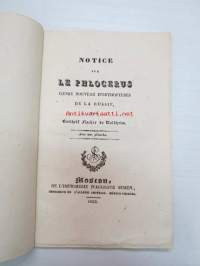 NOTICE
SUR
LE PHLOCERUS
GENRE NOUVEAU D'ORTHOPTÈRES
DE LA RUSSIE,
PAR
Gotthelf Fischer de Waldheim.
Avec une planche.
Moscou,
DE L'IMPRIMERIE D'AUGUSTE SEMEN,
1833.